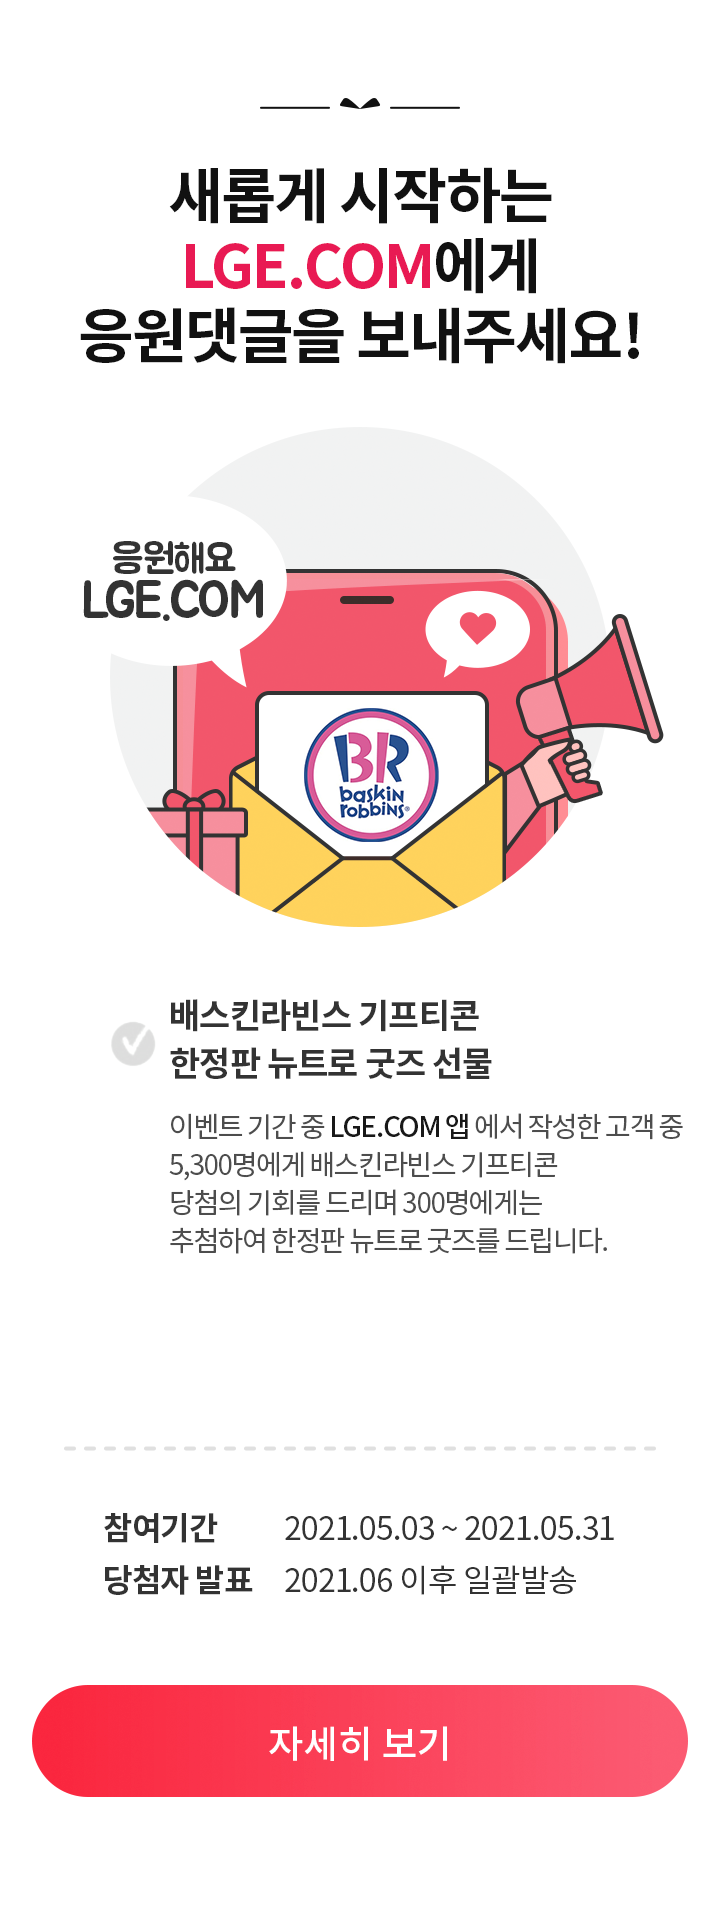 새롭게 시작하는
LGE.COM에게
응원댓글을 보내주세요!
응원해요
LGE.COM
BR
baskin
robbins®
배스킨라빈스 기프티콘
한정판 뉴트로 굿즈 선물
이벤트 기간 중 LGE.COM 앱 에서 작성한 고객 중
5,300명에게 배스킨라빈스 기프티콘
당첨의 기회를 드리며 300명에게는
추첨하여 한정판 뉴트로 굿즈를 드립니다.
참여기간 2021.05.03 ~ 2021.05.31
당첨자 발표 2021.06 이후 일괄발송
자세히 보기